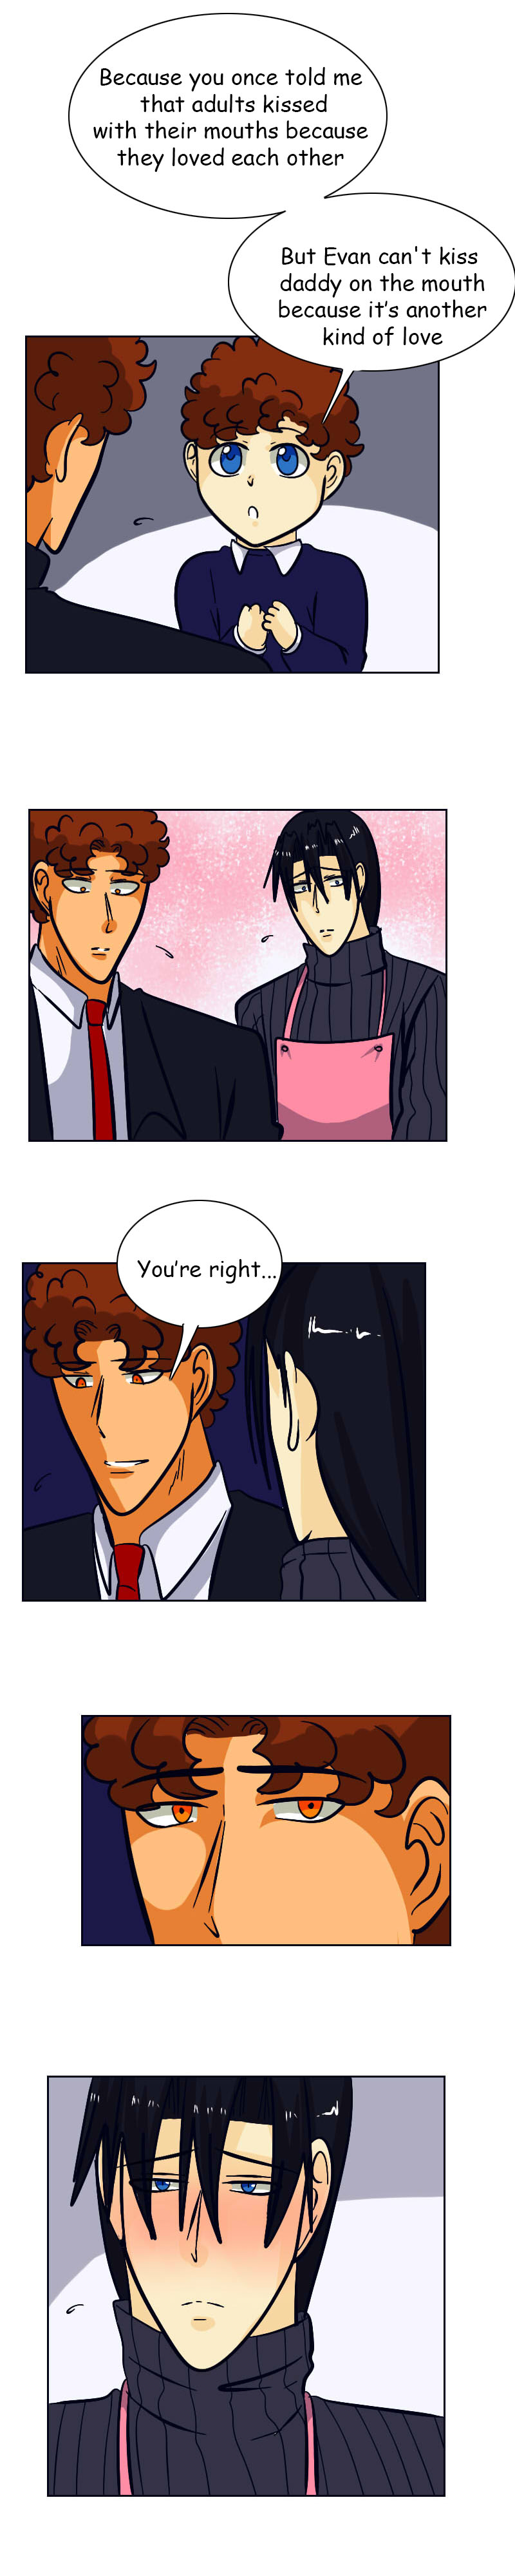 Because you once told me
that adults kissed
with their mouths because
they loved each other
But Evan can't kiss
daddy on the mouth
because it's another
kind of love
You're right...